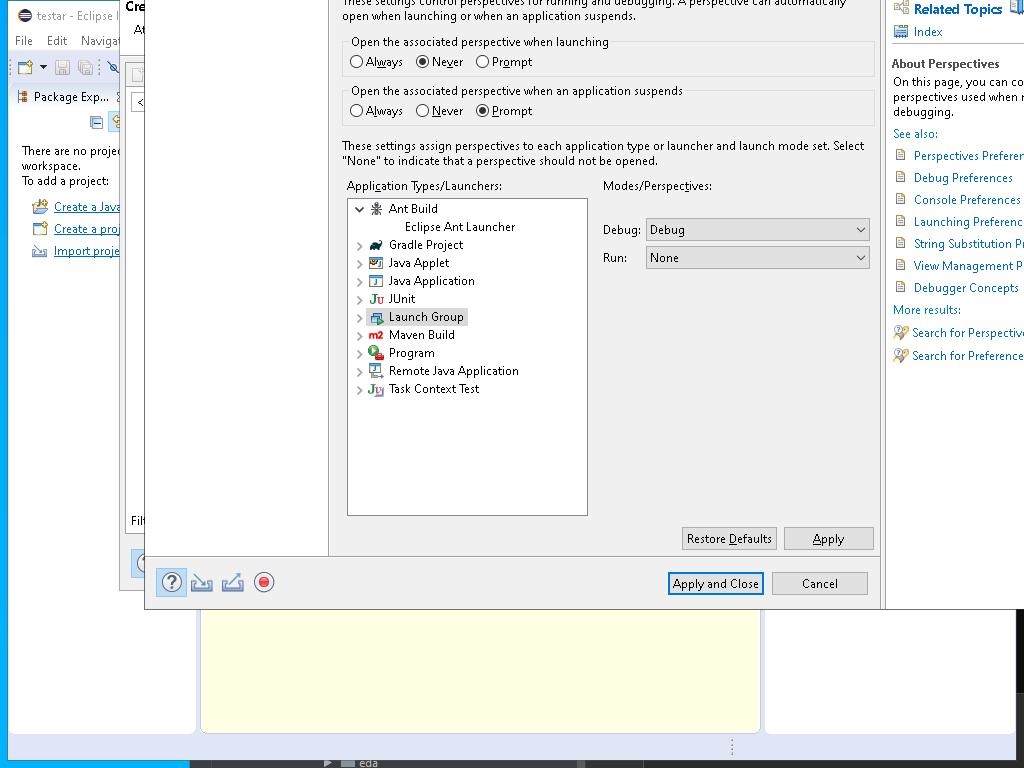 testar - Eclipse
File Edit Naviga
Package Exp...
There are no
workspace.
To add a project:
Create a Java
Create a
Import
Cre
<
These settings control perspectives for running and debugging. A perspective can automatically
open when launching or when an application suspends.
Open the associated perspective when launching
Always Never Prompt
Open the associated perspective when an application suspends
Always Never Prompt
These settings assign perspectives to each application type or launcher and launch mode set. Select
"None" to indicate that a perspective should not be opened.
Application Types/Launchers:
Ant Build
Eclipse Ant Launcher
Gradle Project
Java Applet
Java Application
JUnit
Launch Group
Maven Build
Program
Remote Java Application
Task Context Test
Modes/Perspectives:
Debug: Debug
Run: None
Restore Defaults Apply
Apply and Close Cancel
Related Topics
Index
About Perspectives
On this page, you can co
perspectives used when
debugging.
See also:
Perspectives Preferen
Debug Preferences
Console Preferences
Launching Preferenc
String Substitution Pr
View Management P
Debugger Concepts
More results:
Search for Perspectiv
Search for Preference
eda